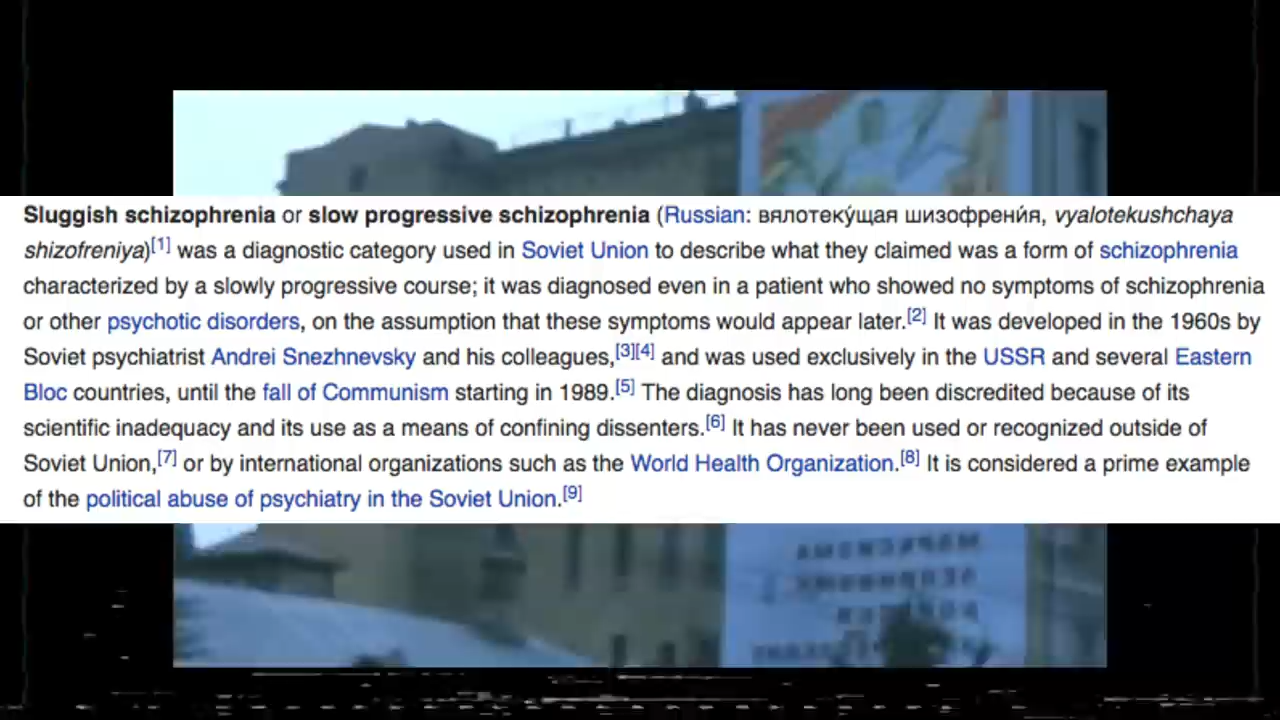 Sluggish schizophrenia or slow progressive schizophrenia (Russian: вялотеку́щая шизофрени́я, vyalotekushchaya
shizofreniya)[1] was a diagnostic category used in Soviet Union to describe what they claimed was a form of schizophrenia
characterized by a slowly progressive course; it was diagnosed even in a patient who showed no symptoms of schizophrenia
or other psychotic disorders, on the assumption that these symptoms would appear later.[2] It was developed in the 1960s by
Soviet psychiatrist Andrei Snezhnevsky and his colleagues,[3][4] and was used exclusively in the USSR and several Eastern
Bloc countries, until the fall of Communism starting in 1989.[5] The diagnosis has long been discredited because of its
scientific inadequacy and its use as a means of confining dissenters.[6] It has never been used or recognized outside of
Soviet Union,[7] or by international organizations such as the World Health Organization.[8] It is considered a prime example
of the political abuse of psychiatry in the Soviet Union.[9]